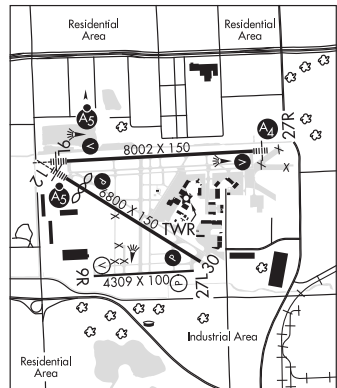 Residential
Area
Residential
Area
A5
V
9L
8002 X 150
A4
27R
V
12
A5
P
6800 X 150
TWR
P
30
9R
V
4309 X 100
P
27L
Industrial Area
Residential
Area